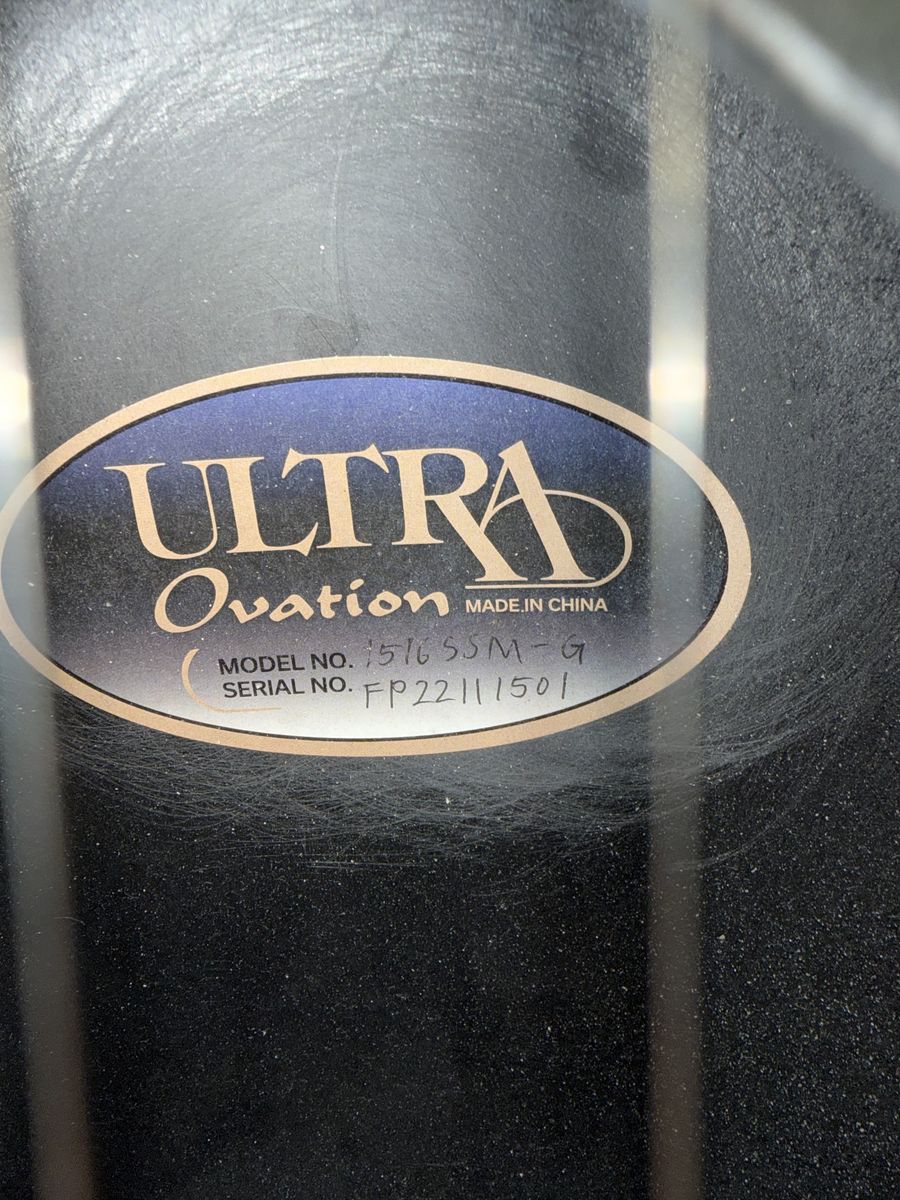 ULTRA
Ovation MADE.IN CHINA
MODEL NO. 1516SSM-G
SERIAL NO. FP22111501